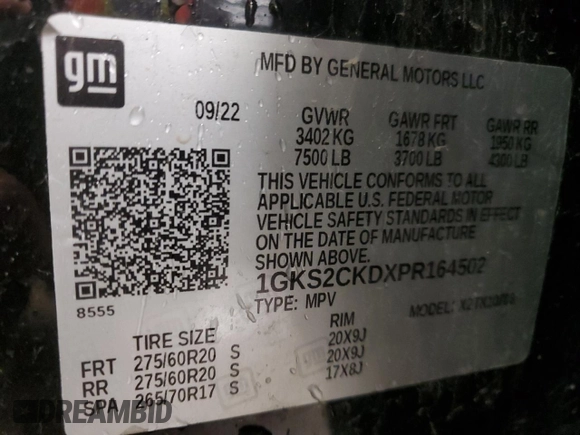 gm
MFD BY GENERAL MOTORS LLC
09/22
GVWR GAWR FRT GAWR RR
3402 KG 1678 KG 1950 KG
7500 LB 3700 LB 4300 LB
THIS VEHICLE CONFORMS TO ALL
APPLICABLE U.S. FEDERAL MOTOR
VEHICLE SAFETY STANDARDS IN EFFECT
ON THE DATE OF MANUFACTURE
SHOWN ABOVE.
1GKS2CKDXPR164502
8555
TYPE: MPV MODEL:
TIRE SIZE RIM
FRT 275/60R20 S 20X9J
RR 275/60R20 S 20X9J
SPA 265/70R17 S 17X8J
DREAMBID